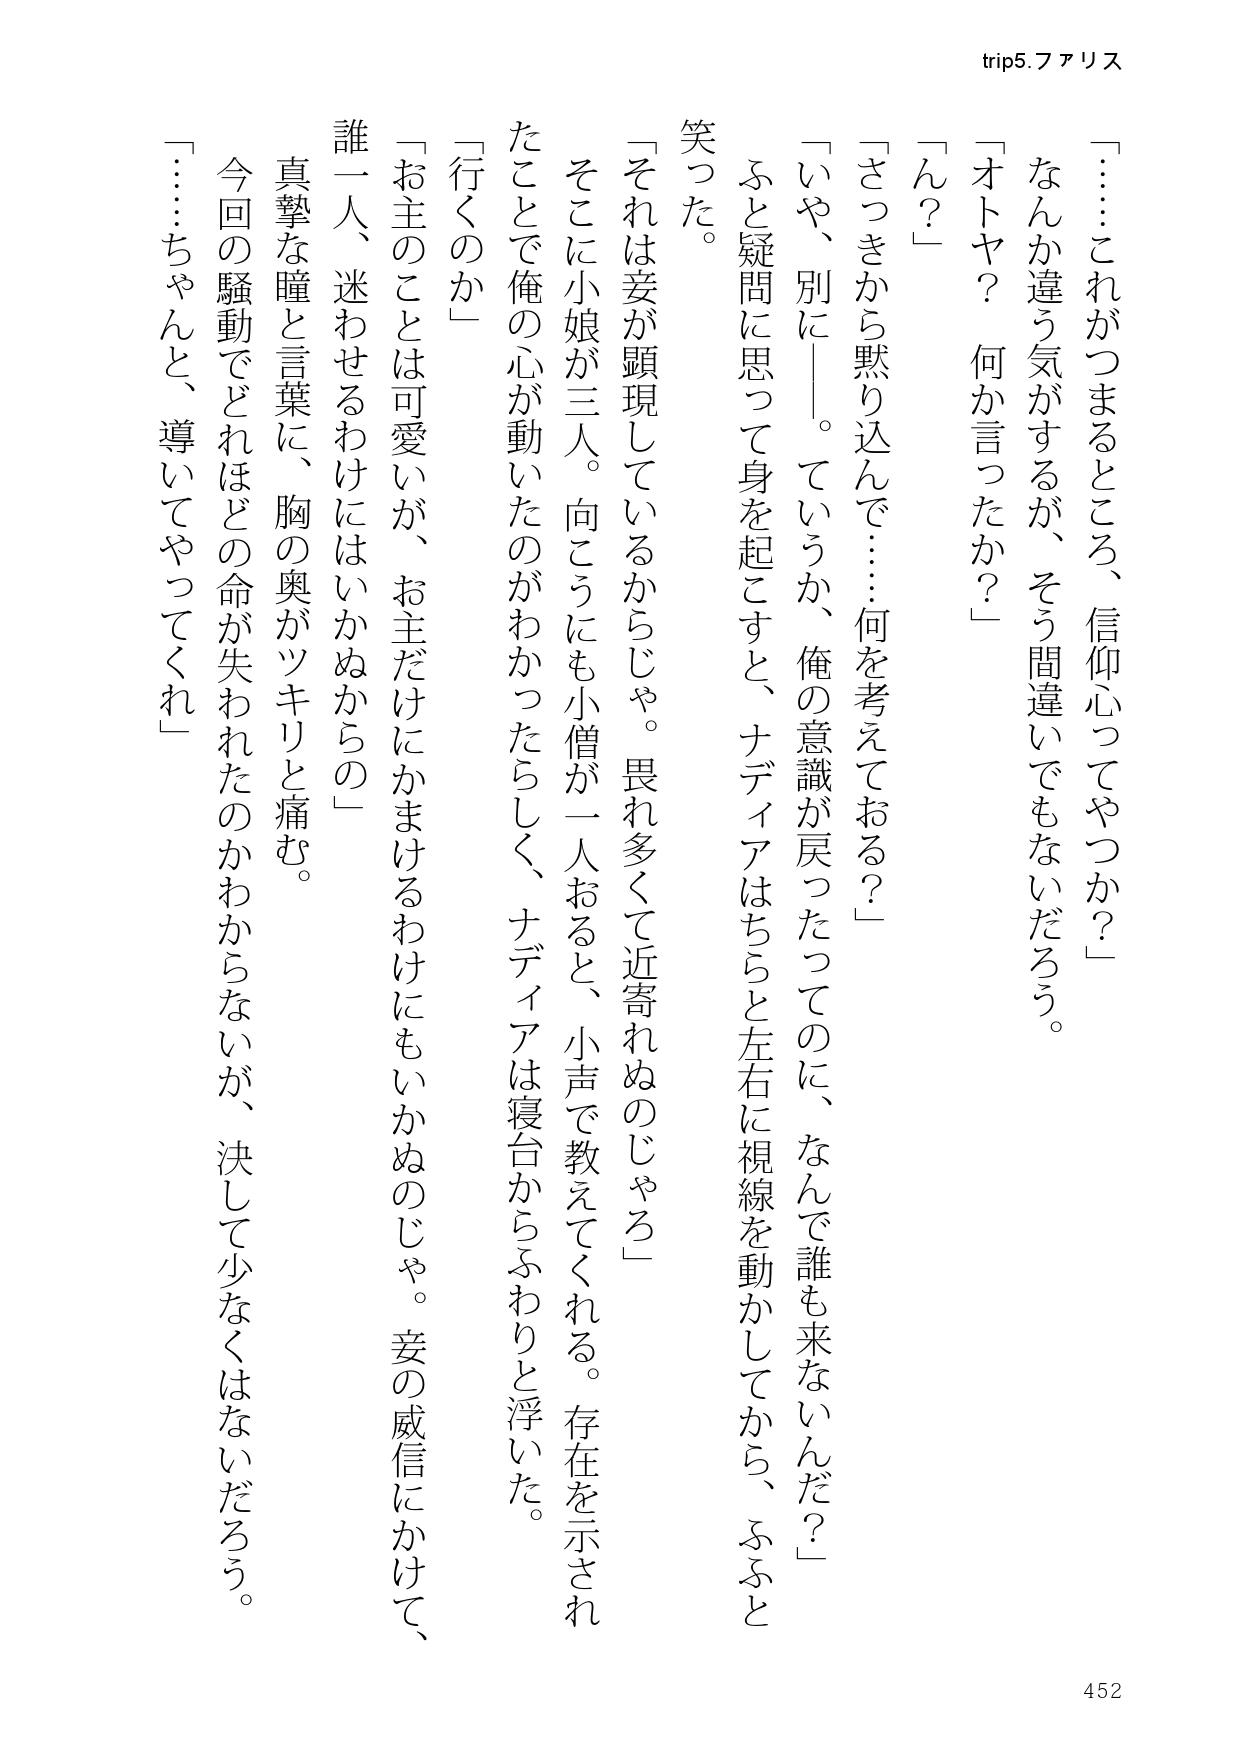 trip5.ファリス
「……これがつまるところ、信仰心ってやつか？」
　なんか違う気がするが、そう間違いでもないだろう。
「オトヤ？　何か言ったか？」
「ん？」
「さっきから黙り込んで……何を考えておる？」
「いや、別に――。ていうか、俺の意識が戻ったってのに、なんで誰も来ないんだ？」
　ふと疑問に思って身を起こすと、ナディアはちらと左右に視線を動かしてから、ふふと
笑った。
「それは妾が顕現しているからじゃ。畏れ多くて近寄れぬのじゃろ」
　そこに小娘が三人。向こうにも小僧が一人おると、小声で教えてくれる。存在を示され
たことで俺の心が動いたのがわかったらしく、ナディアは寝台からふわりと浮いた。
「行くのか」
「お主のことは可愛いが、お主だけにかまけるわけにもいかぬのじゃ。妾の威信にかけて、
誰一人、迷わせるわけにはいかぬからの」
　真摯な瞳と言葉に、胸の奥がツキリと痛む。
　今回の騒動でどれほどの命が失われたのかわからないが、決して少なくはないだろう。
「……ちゃんと、導いてやってくれ」
452